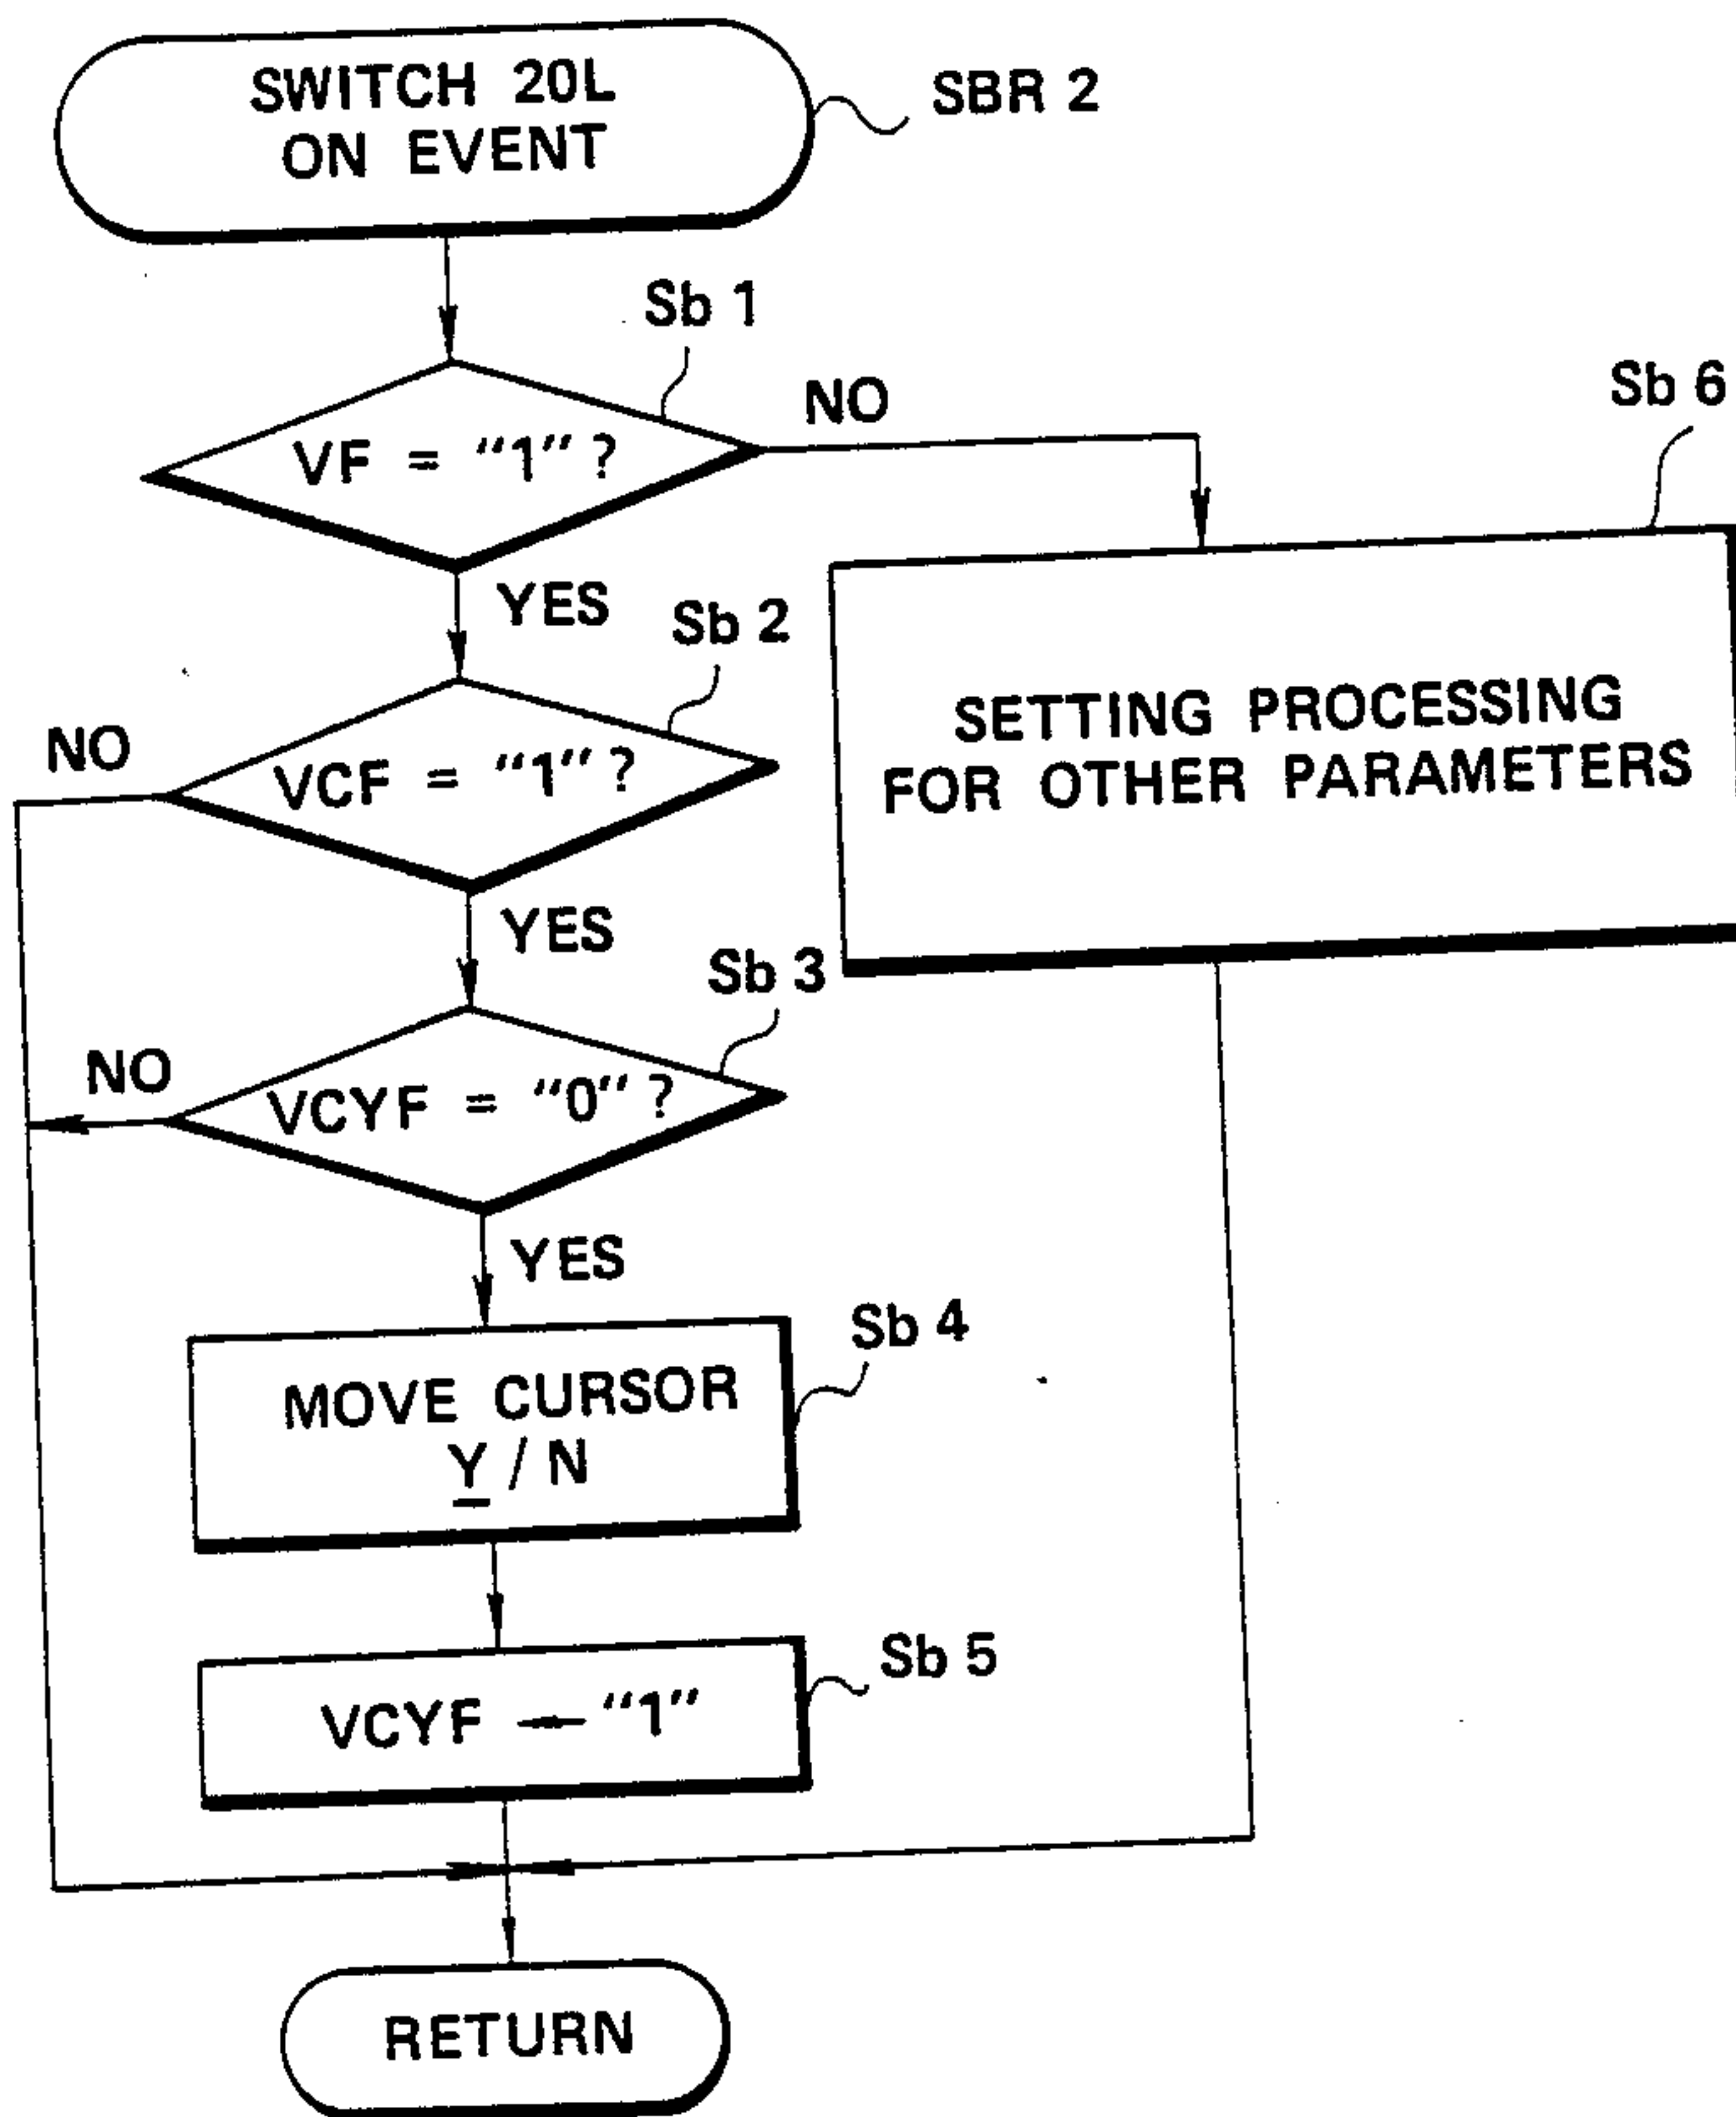 SWITCH 20L
ON EVENT
SBR 2
Sb 1
VF = “1” ?
NO
YES
Sb 6
SETTING PROCESSING
FOR OTHER PARAMETERS
Sb 2
VCF = “1” ?
NO
YES
Sb 3
VCYF = “0” ?
NO
YES
Sb 4
MOVE CURSOR
Y / N
Sb 5
VCYF ← “1”
RETURN